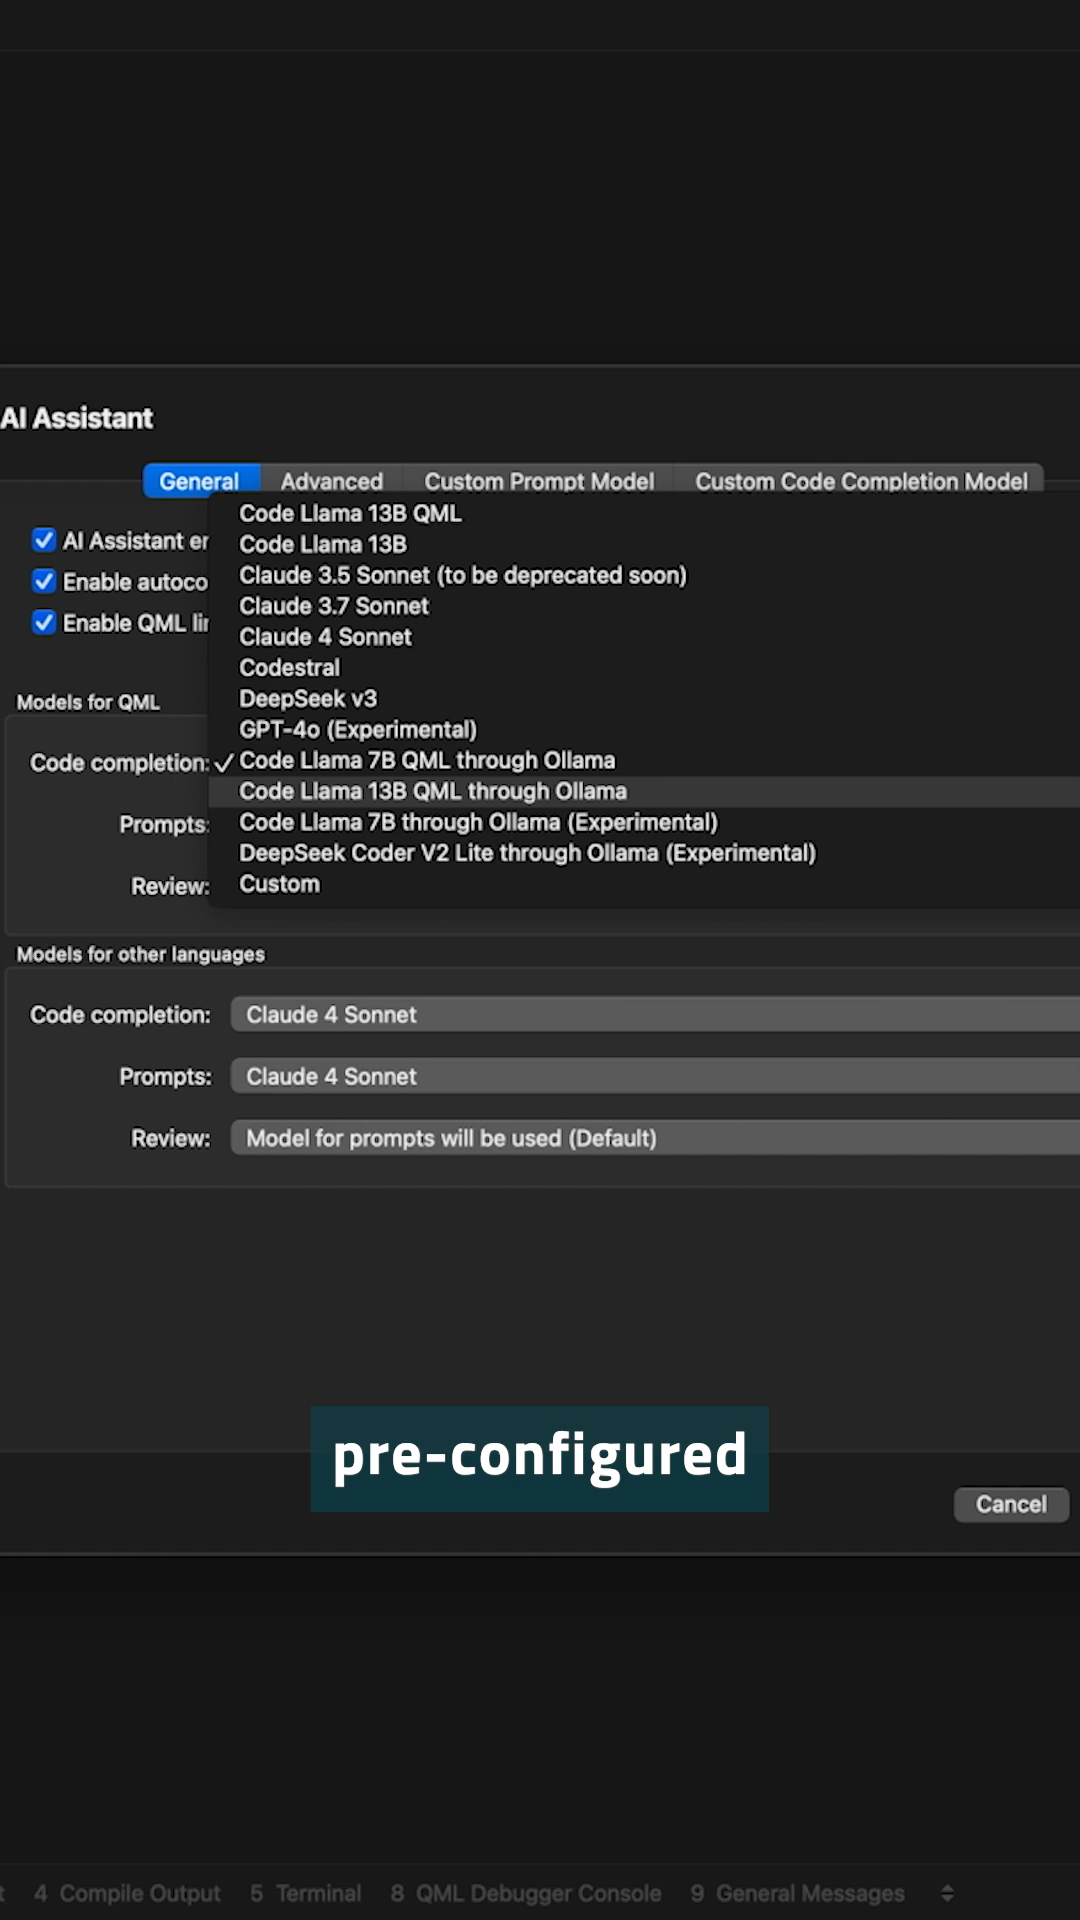 AI Assistant
General Advanced Custom Prompt Model Custom Code Completion Model
Code Llama 13B QML
AI Assistant er
Code Llama 13B
Claude 3.5 Sonnet (to be deprecated soon)
Enable autoco
Claude 3.7 Sonnet
Enable QML lin
Claude 4 Sonnet
Codestral
Models for QML
DeepSeek v3
GPT-4o (Experimental)
Code completion: ✓ Code Llama 7B QML through Ollama
Code Llama 13B QML through Ollama
Prompts: Code Llama 7B through Ollama (Experimental)
DeepSeek Coder V2 Lite through Ollama (Experimental)
Review: Custom
Models for other languages
Code completion: Claude 4 Sonnet
Prompts: Claude 4 Sonnet
Review: Model for prompts will be used (Default)
pre-configured
Cancel
t 4 Compile Output 5 Terminal 8 QML Debugger Console 9 General Messages